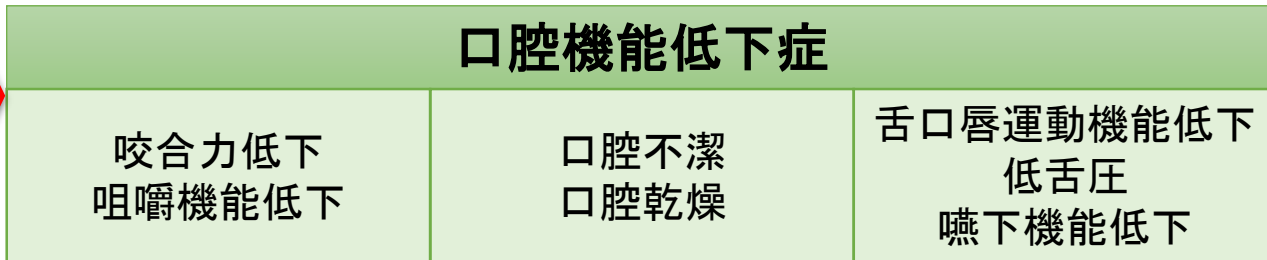 口腔機能低下症
咬合力低下
咀嚼機能低下
口腔不潔
口腔乾燥
舌口唇運動機能低下
低舌圧
嚥下機能低下